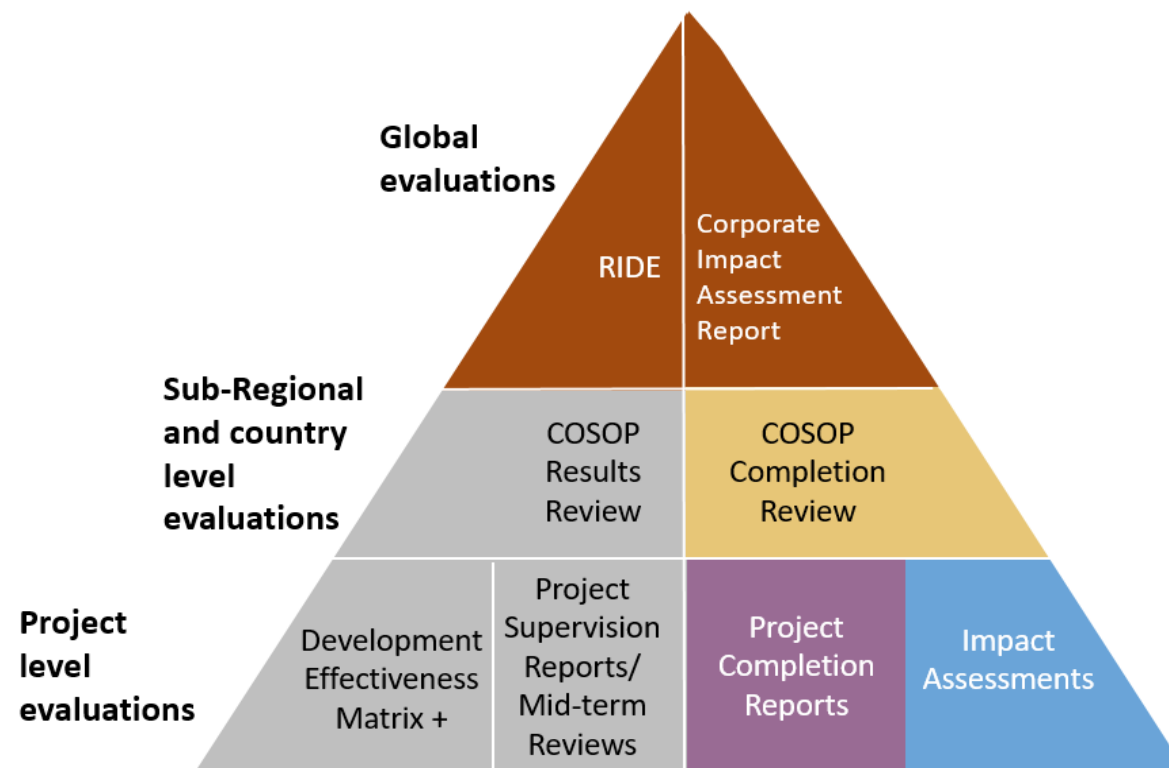 Global
evaluations
RIDE
Corporate
Impact
Assessment
Report
Sub-Regional
and country
level
evaluations
COSOP
Results
Review
COSOP
Completion
Review
Project
level
evaluations
Development
Effectiveness
Matrix +
Project
Supervision
Reports/
Mid-term
Reviews
Project
Completion
Reports
Impact
Assessments